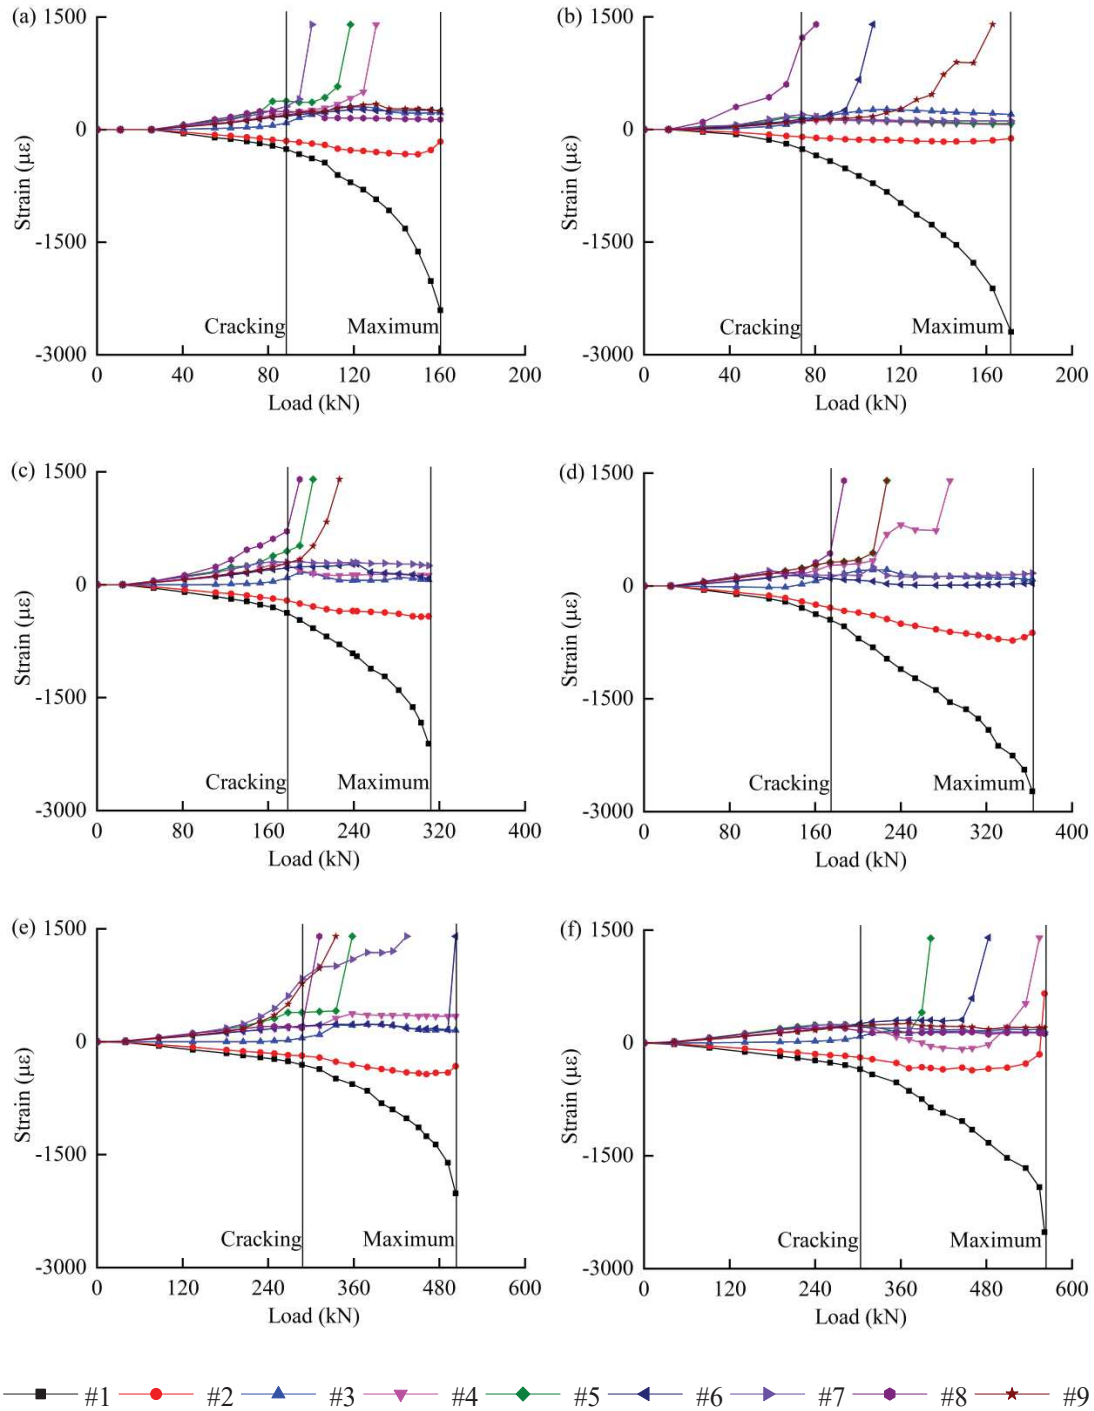 (a) 1500
0
-1500
-3000
Strain (με)
Cracking Maximum
0 40 80 120 160 200
Load (kN)
(b) 1500
0
-1500
-3000
Strain (με)
Cracking Maximum
0 40 80 120 160 200
Load (kN)
(c) 1500
0
-1500
-3000
Strain (με)
Cracking Maximum
0 80 160 240 320 400
Load (kN)
(d) 1500
0
-1500
-3000
Strain (με)
Cracking Maximum
0 80 160 240 320 400
Load (kN)
(e) 1500
0
-1500
-3000
Strain (με)
Cracking Maximum
0 120 240 360 480 600
Load (kN)
(f) 1500
0
-1500
-3000
Strain (με)
Cracking Maximum
0 120 240 360 480 600
Load (kN)
#1 #2 #3 #4 #5 #6 #7 #8 #9